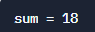 sum = 18